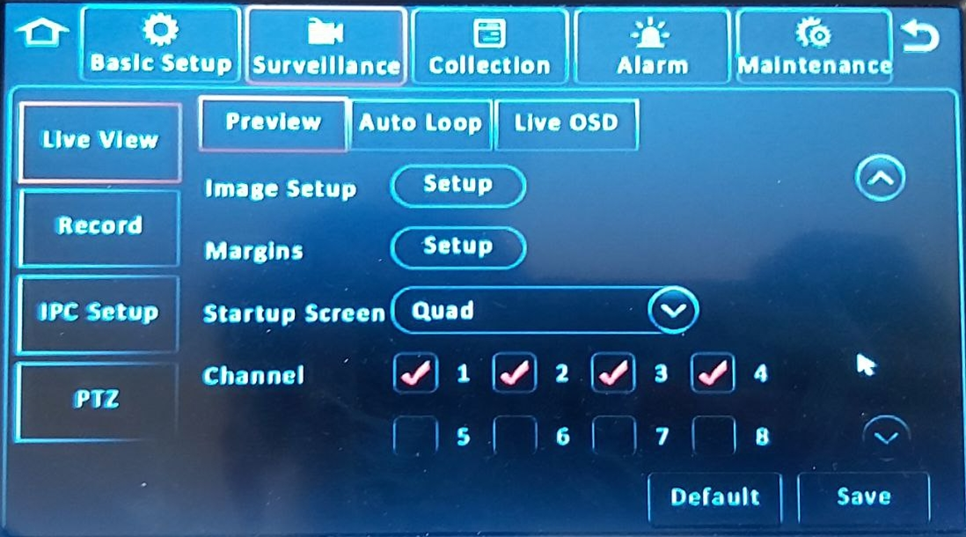 Basic Setup Surveillance Collection Alarm Maintenance
Live View
Record
IPC Setup
PTZ
Preview Auto Loop Live OSD
Image Setup Setup
Margins Setup
Startup Screen Quad
Channel 1 2 3 4
5 6 7 8
Default Save